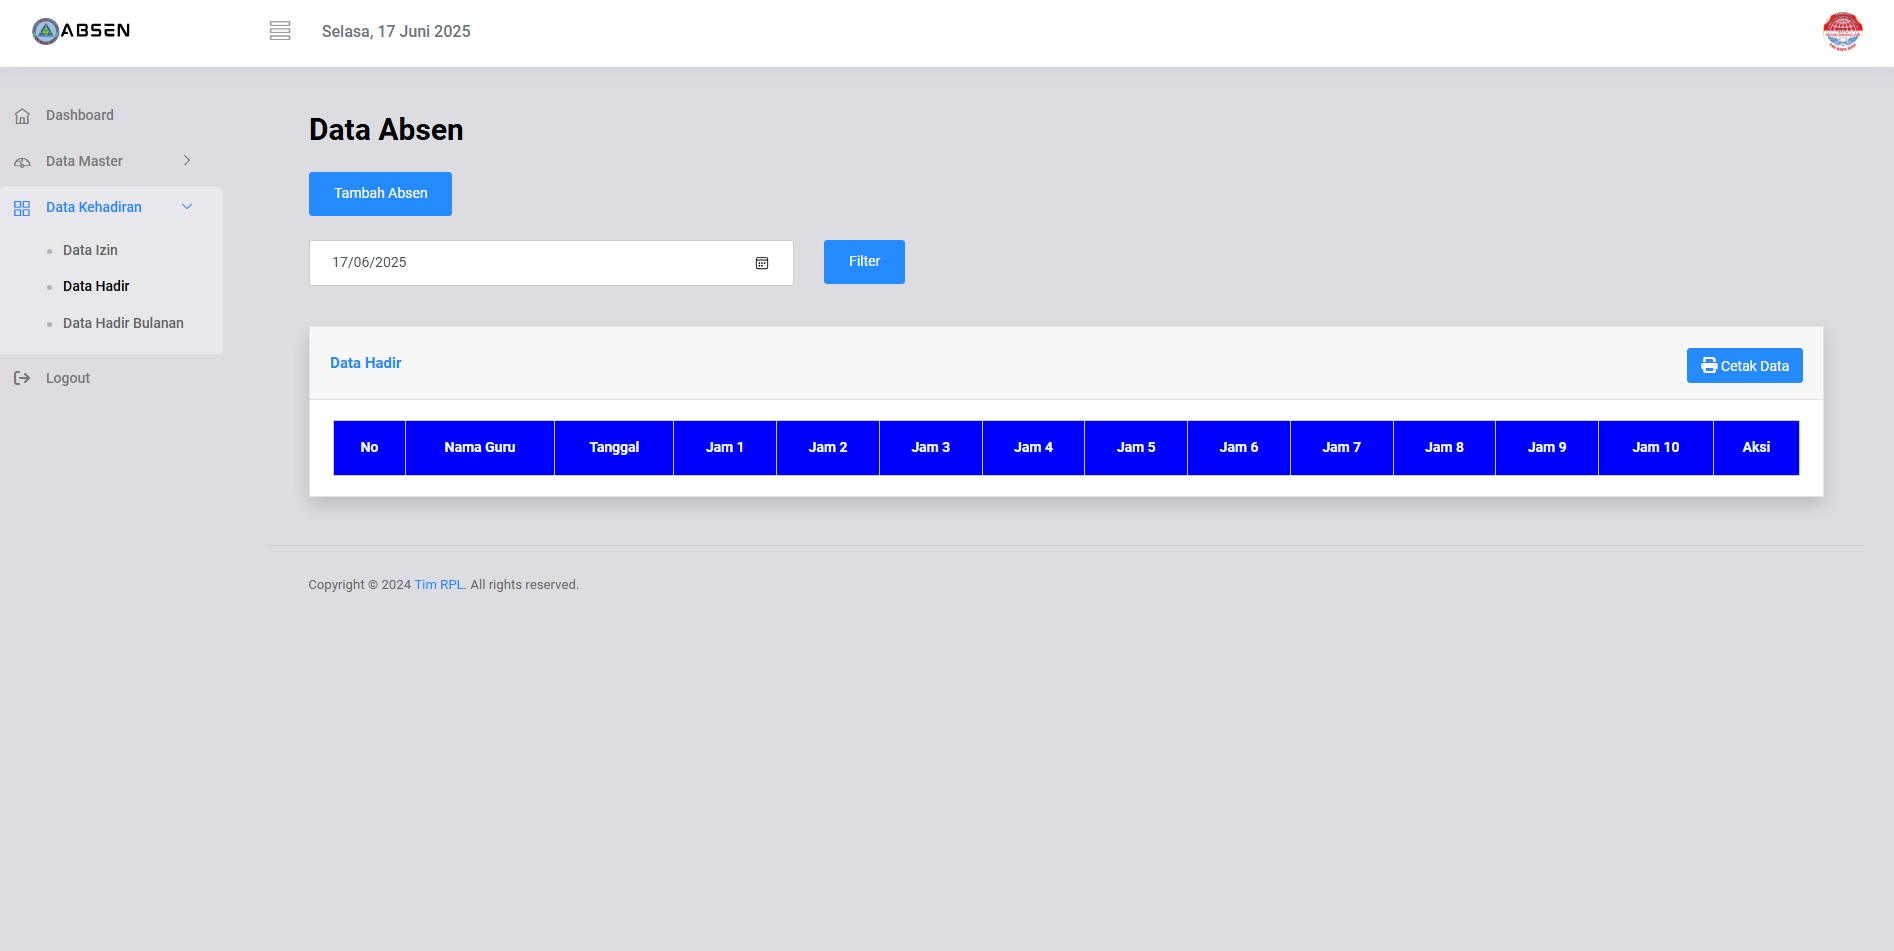 ABSEN
Selasa, 17 Juni 2025
Dashboard
Data Master
Data Kehadiran
Data Izin
Data Hadir
Data Hadir Bulanan
Logout
Data Absen
Tambah Absen
17/06/2025
Filter
Data Hadir
Cetak Data
No Nama Guru Tanggal Jam 1 Jam 2 Jam 3 Jam 4 Jam 5 Jam 6 Jam 7 Jam 8 Jam 9 Jam 10 Aksi
Copyright © 2024 Tim RPL. All rights reserved.